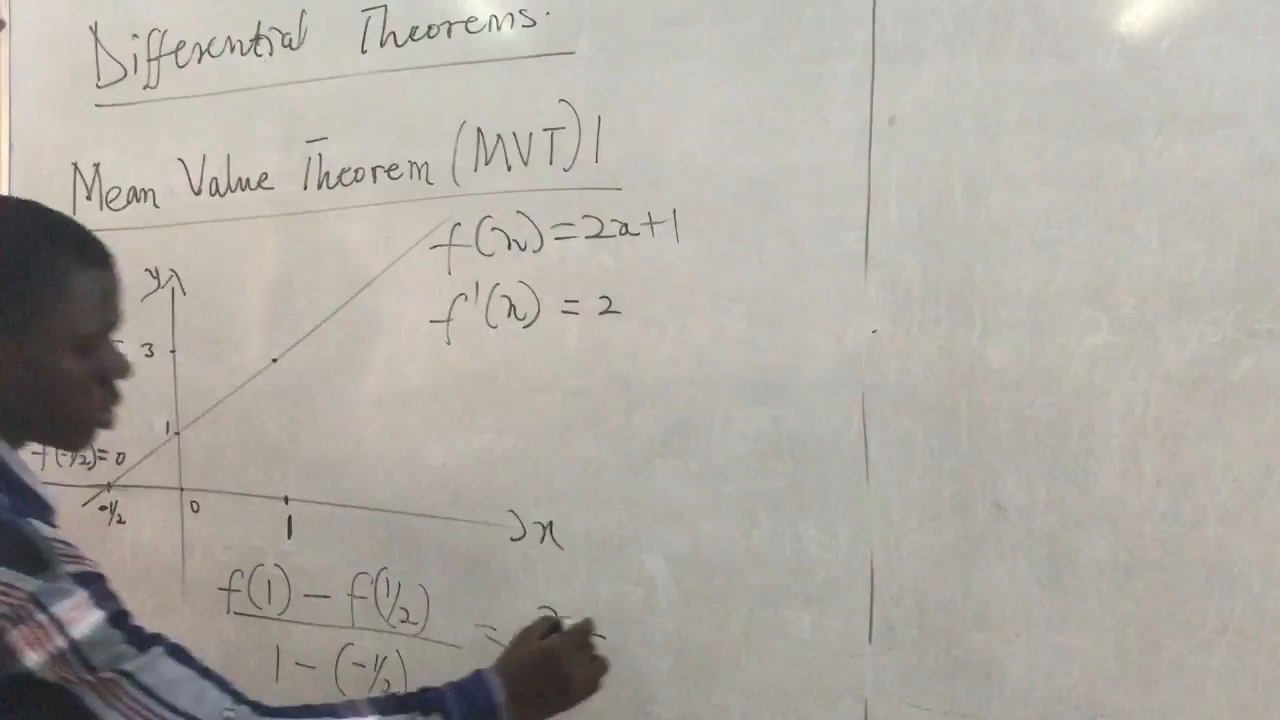 Differential Theorems.
Mean Value Theorem (MVT)
f(x) = 2x+1
f'(x) = 2
y
3
1
f(-1/2)=0
-1/2
0
1
x
f(1) - f(1/2)
=
1 - (-1/2)